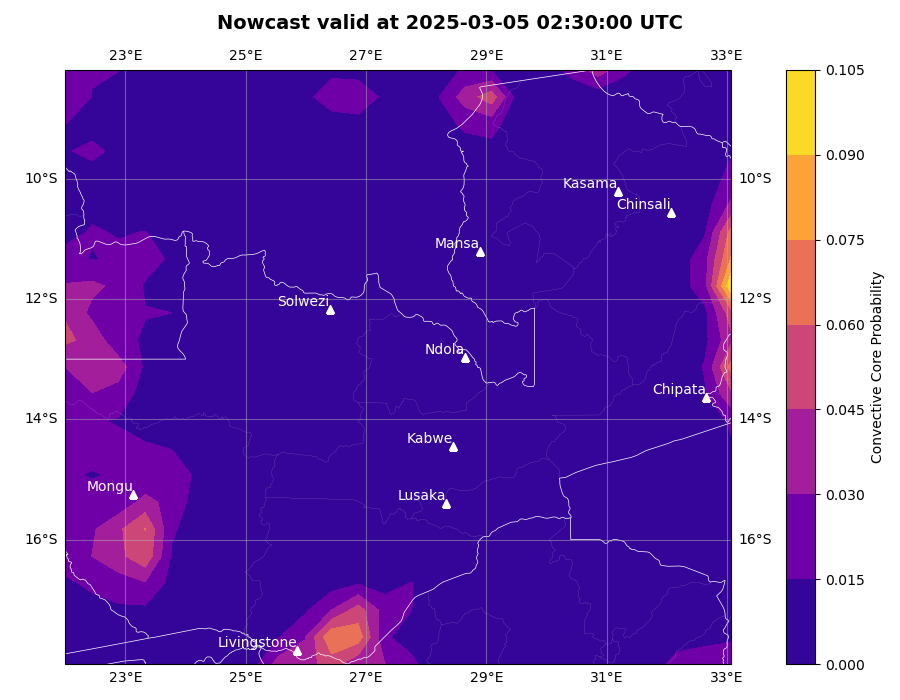 Nowcast valid at 2025-03-05 02:30:00 UTC
23°E 25°E 27°E 29°E 31°E 33°E
0.105
0.090
10°S 10°S
Kasama
Chinsali
0.075
Mansa
12°S 12°S
Solwezi
0.060
Ndola
Chipata
0.045
14°S 14°S
Kabwe
Mongu
Lusaka
0.030
16°S 16°S
0.015
Livingstone
0.000
23°E 25°E 27°E 29°E 31°E 33°E
Convective Core Probability